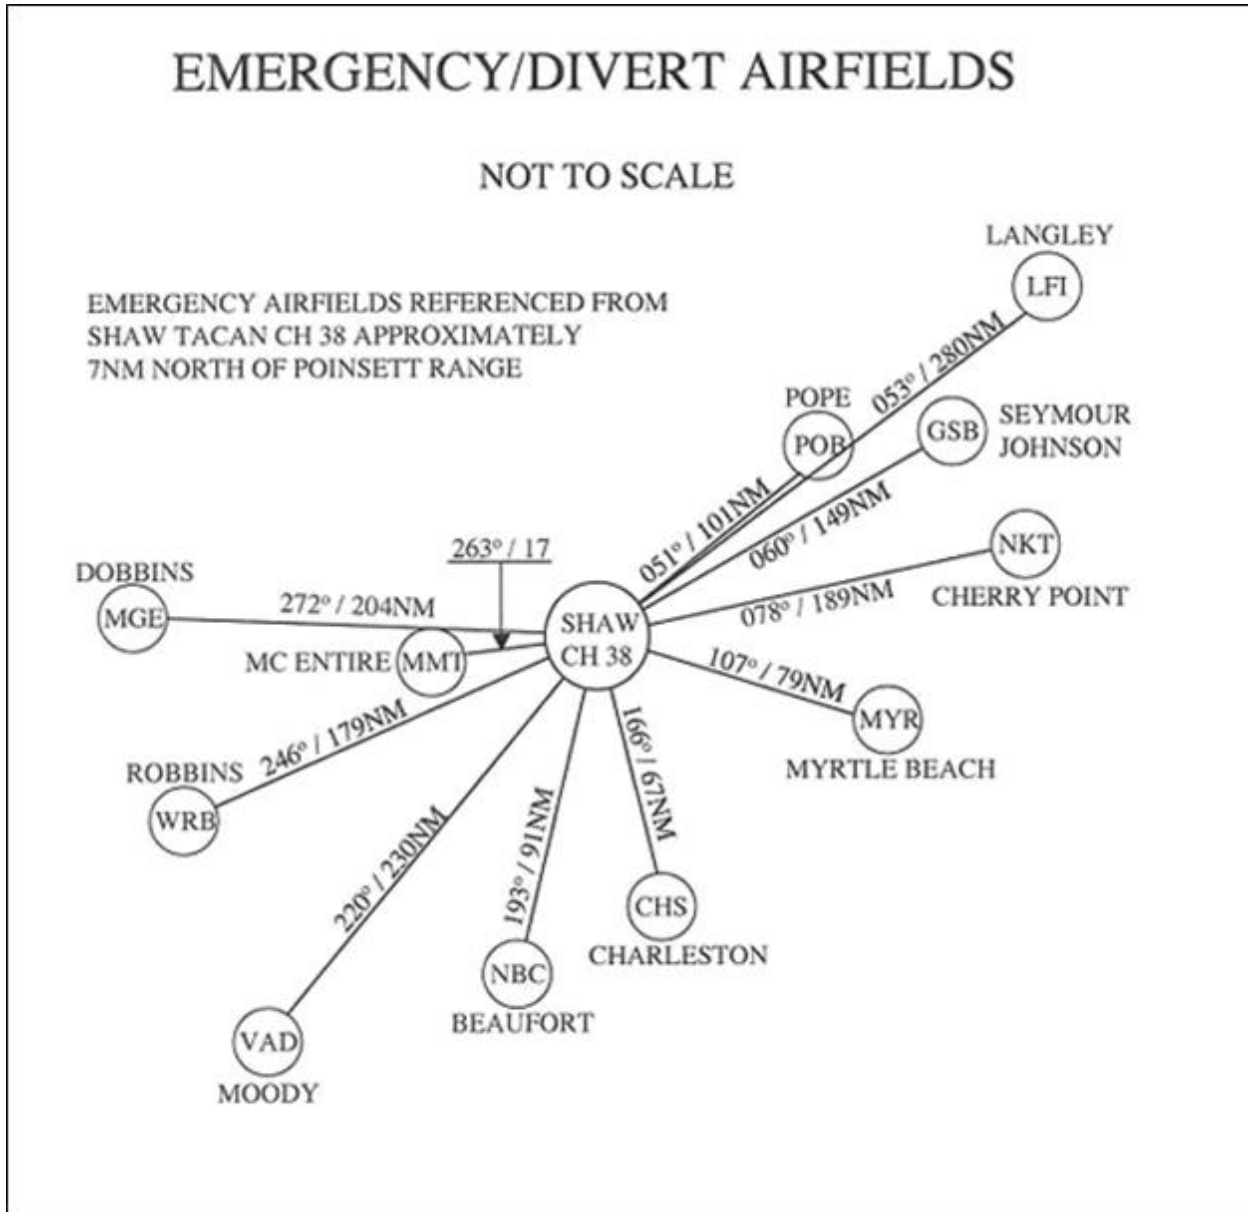 EMERGENCY/DIVERT AIRFIELDS
NOT TO SCALE
EMERGENCY AIRFIELDS REFERENCED FROM
SHAW TACAN CH 38 APPROXIMATELY
7NM NORTH OF POINSETT RANGE
LANGLEY
LFI
053° / 280NM
POPE
POB
051° / 101NM
GSB
SEYMOUR
JOHNSON
060° / 149NM
NKT
CHERRY POINT
078° / 189NM
263° / 17
DOBBINS
MGE
272° / 204NM
SHAW
CH 38
MC ENTIRE
MMT
107° / 79NM
MYR
MYRTLE BEACH
246° / 179NM
ROBBINS
WRB
166° / 67NM
CHS
CHARLESTON
193° / 91NM
NBC
BEAUFORT
220° / 230NM
VAD
MOODY